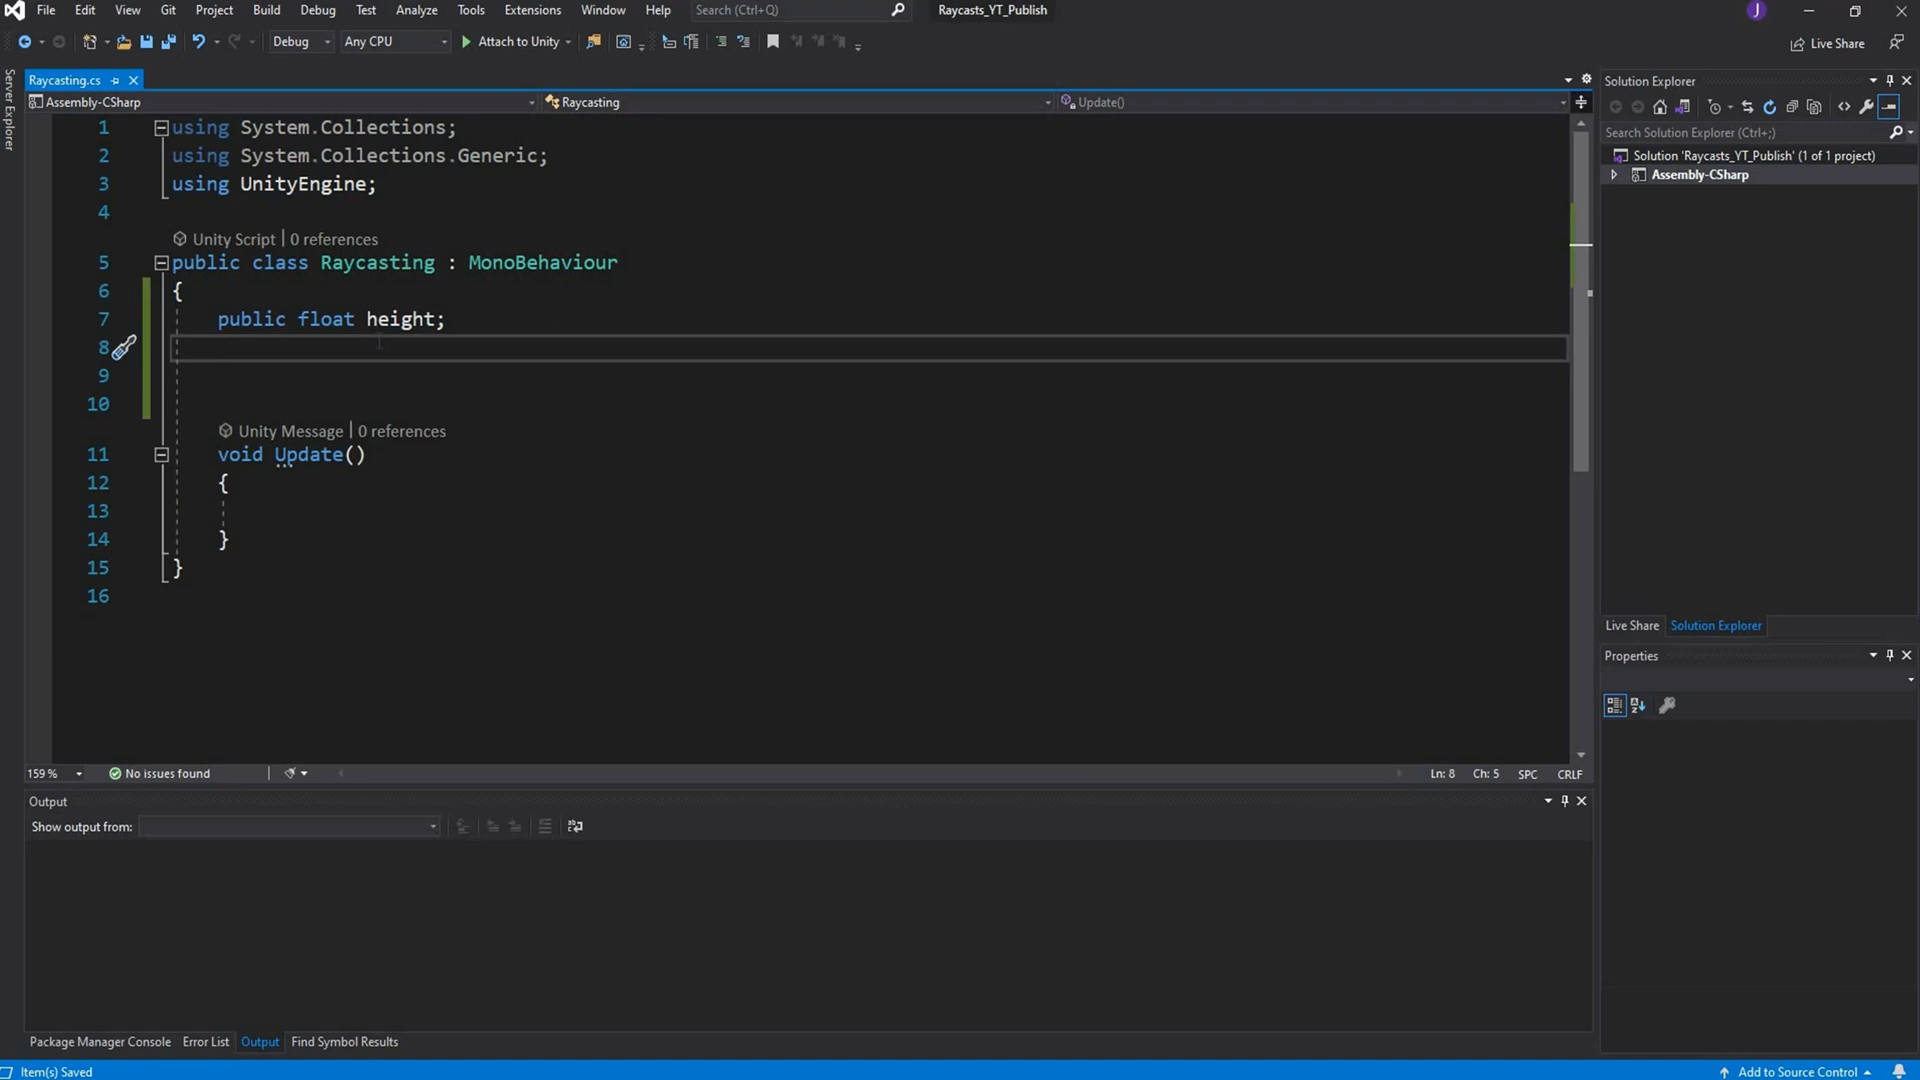 File Edit View Git Project Build Debug Test Analyze Tools Extensions Window Help Search (Ctrl+Q) Raycasts_YT_Publish J
Debug Any CPU Attach to Unity Live Share
Server Explorer
Raycasting.cs
Assembly-CSharp Raycasting Update()
1 using System.Collections;
2 using System.Collections.Generic;
3 using UnityEngine;
4
Unity Script | 0 references
5 public class Raycasting : MonoBehaviour
6 {
7 public float height;
8
9
10
Unity Message | 0 references
11 void Update()
12 {
13
14 }
15 }
16
159 % No issues found Ln: 8 Ch: 5 SPC CRLF
Output
Show output from:
Package Manager Console Error List Output Find Symbol Results
Solution Explorer
Search Solution Explorer (Ctrl+;)
Solution 'Raycasts_YT_Publish' (1 of 1 project)
Assembly-CSharp
Live Share Solution Explorer
Properties
Item(s) Saved Add to Source Control